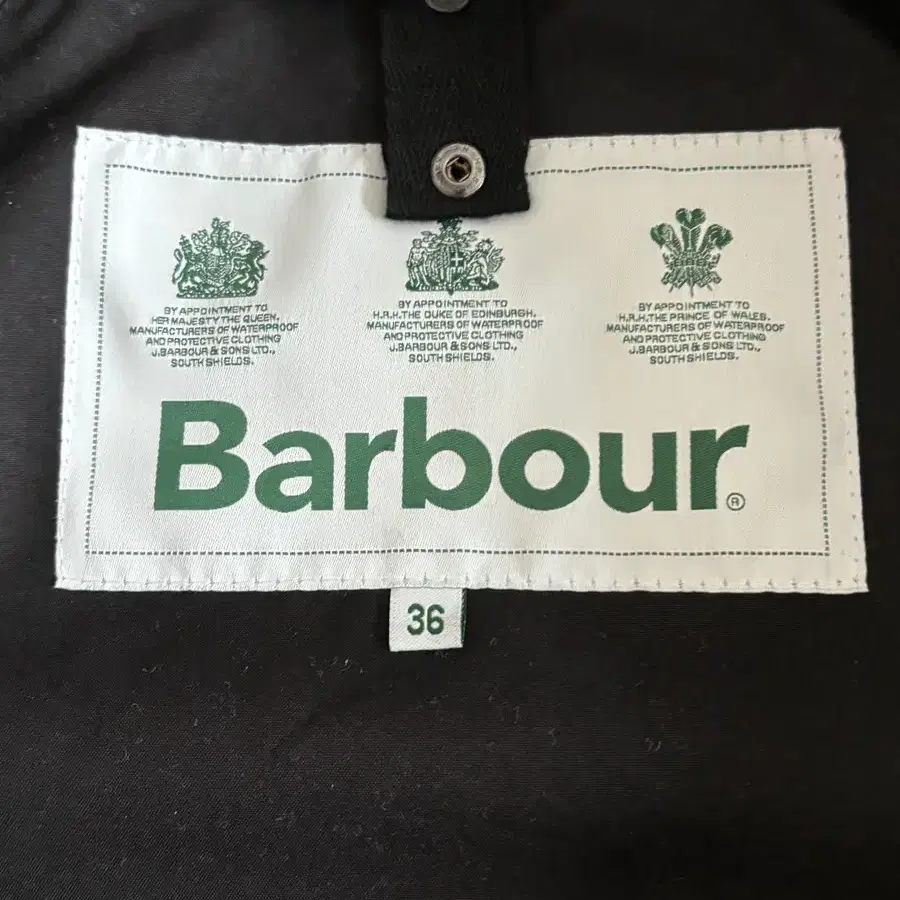 BY APPOINTMENT TO
HER MAJESTY THE QUEEN.
MANUFACTURERS OF WATERPROOF
AND PROTECTIVE CLOTHING
J.BARBOUR & SONS LTD.,
SOUTH SHIELDS.
BY APPOINTMENT TO
H.R.H.THE DUKE OF EDINBURGH.
MANUFACTURERS OF WATERPROOF
AND PROTECTIVE CLOTHING
J.BARBOUR & SONS LTD.,
SOUTH SHIELDS.
BY APPOINTMENT TO
H.R.H.THE PRINCE OF WALES.
MANUFACTURERS OF WATERPROOF
AND PROTECTIVE CLOTHING
J.BARBOUR & SONS LTD.,
SOUTH SHIELDS.
Barbour®
36